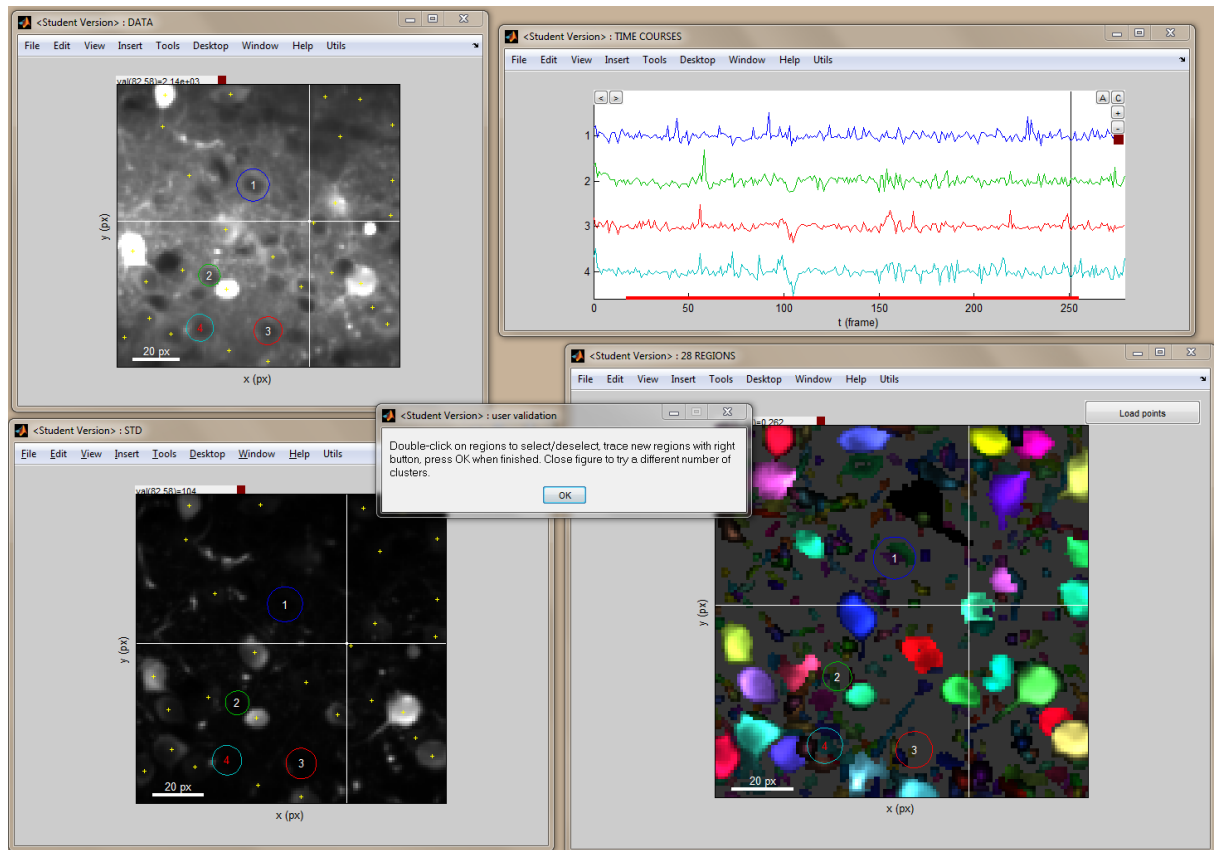 <Student Version> : DATA
File Edit View Insert Tools Desktop Window Help Utils
val(82,58)=2.14e+03
1
2
4
3
20 px
y (px)
x (px)
<Student Version> : TIME COURSES
File Edit View Insert Tools Desktop Window Help Utils
< >
A C
+
-
1
2
3
4
0 50 100 150 200 250
t (frame)
<Student Version> : STD
File Edit View Insert Tools Desktop Window Help Utils
val(82,58)=104
1
2
4
3
20 px
y (px)
x (px)
<Student Version> : user validation
Double-click on regions to select/deselect, trace new regions with right
button, press OK when finished. Close figure to try a different number of
clusters.
OK
<Student Version> : 28 REGIONS
File Edit View Insert Tools Desktop Window Help Utils
Load points
=0.262
1
2
4
3
20 px
y (px)
x (px)